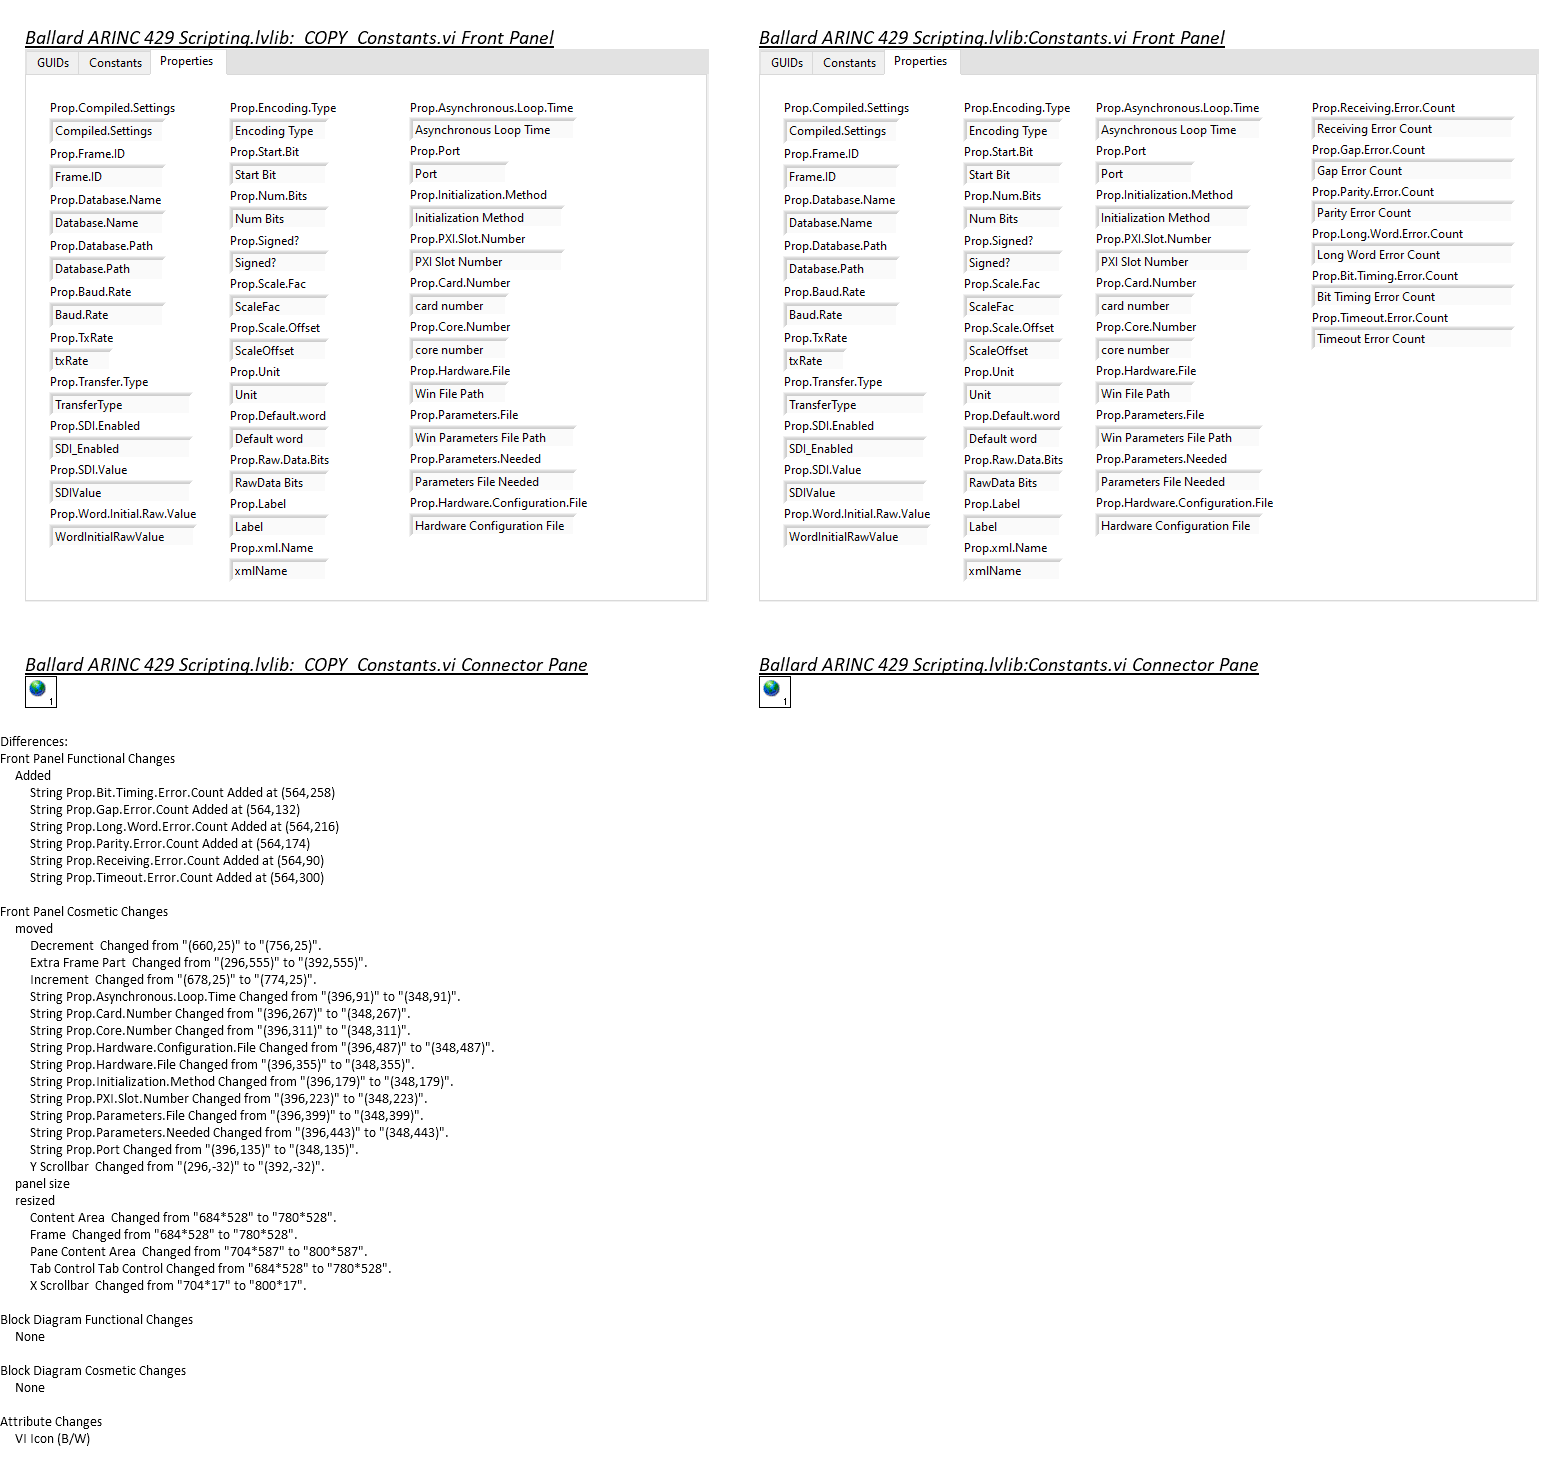 Ballard ARINC 429 Scripting.lvlib:_COPY_Constants.vi Front Panel
GUIDs Constants Properties
Prop.Compiled.Settings
Compiled.Settings
Prop.Frame.ID
Frame.ID
Prop.Database.Name
Database.Name
Prop.Database.Path
Database.Path
Prop.Baud.Rate
Baud.Rate
Prop.TxRate
txRate
Prop.Transfer.Type
TransferType
Prop.SDI.Enabled
SDI_Enabled
Prop.SDI.Value
SDIValue
Prop.Word.Initial.Raw.Value
WordInitialRawValue
Prop.Encoding.Type
Encoding Type
Prop.Start.Bit
Start Bit
Prop.Num.Bits
Num Bits
Prop.Signed?
Signed?
Prop.Scale.Fac
ScaleFac
Prop.Scale.Offset
ScaleOffset
Prop.Unit
Unit
Prop.Default.word
Default word
Prop.Raw.Data.Bits
RawData Bits
Prop.Label
Label
Prop.xml.Name
xmlName
Prop.Asynchronous.Loop.Time
Asynchronous Loop Time
Prop.Port
Port
Prop.Initialization.Method
Initialization Method
Prop.PXI.Slot.Number
PXI Slot Number
Prop.Card.Number
card number
Prop.Core.Number
core number
Prop.Hardware.File
Win File Path
Prop.Parameters.File
Win Parameters File Path
Prop.Parameters.Needed
Parameters File Needed
Prop.Hardware.Configuration.File
Hardware Configuration File
Ballard ARINC 429 Scripting.lvlib:Constants.vi Front Panel
GUIDs Constants Properties
Prop.Compiled.Settings
Compiled.Settings
Prop.Frame.ID
Frame.ID
Prop.Database.Name
Database.Name
Prop.Database.Path
Database.Path
Prop.Baud.Rate
Baud.Rate
Prop.TxRate
txRate
Prop.Transfer.Type
TransferType
Prop.SDI.Enabled
SDI_Enabled
Prop.SDI.Value
SDIValue
Prop.Word.Initial.Raw.Value
WordInitialRawValue
Prop.Encoding.Type
Encoding Type
Prop.Start.Bit
Start Bit
Prop.Num.Bits
Num Bits
Prop.Signed?
Signed?
Prop.Scale.Fac
ScaleFac
Prop.Scale.Offset
ScaleOffset
Prop.Unit
Unit
Prop.Default.word
Default word
Prop.Raw.Data.Bits
RawData Bits
Prop.Label
Label
Prop.xml.Name
xmlName
Prop.Asynchronous.Loop.Time
Asynchronous Loop Time
Prop.Port
Port
Prop.Initialization.Method
Initialization Method
Prop.PXI.Slot.Number
PXI Slot Number
Prop.Card.Number
card number
Prop.Core.Number
core number
Prop.Hardware.File
Win File Path
Prop.Parameters.File
Win Parameters File Path
Prop.Parameters.Needed
Parameters File Needed
Prop.Hardware.Configuration.File
Hardware Configuration File
Prop.Receiving.Error.Count
Receiving Error Count
Prop.Gap.Error.Count
Gap Error Count
Prop.Parity.Error.Count
Parity Error Count
Prop.Long.Word.Error.Count
Long Word Error Count
Prop.Bit.Timing.Error.Count
Bit Timing Error Count
Prop.Timeout.Error.Count
Timeout Error Count
Ballard ARINC 429 Scripting.lvlib:_COPY_Constants.vi Connector Pane
1
Ballard ARINC 429 Scripting.lvlib:Constants.vi Connector Pane
1
Differences:
Front Panel Functional Changes
Added
String Prop.Bit.Timing.Error.Count Added at (564,258)
String Prop.Gap.Error.Count Added at (564,132)
String Prop.Long.Word.Error.Count Added at (564,216)
String Prop.Parity.Error.Count Added at (564,174)
String Prop.Receiving.Error.Count Added at (564,90)
String Prop.Timeout.Error.Count Added at (564,300)
Front Panel Cosmetic Changes
moved
Decrement  Changed from "(660,25)" to "(756,25)".
Extra Frame Part  Changed from "(296,555)" to "(392,555)".
Increment  Changed from "(678,25)" to "(774,25)".
String Prop.Asynchronous.Loop.Time Changed from "(396,91)" to "(348,91)".
String Prop.Card.Number Changed from "(396,267)" to "(348,267)".
String Prop.Core.Number Changed from "(396,311)" to "(348,311)".
String Prop.Hardware.Configuration.File Changed from "(396,487)" to "(348,487)".
String Prop.Hardware.File Changed from "(396,355)" to "(348,355)".
String Prop.Initialization.Method Changed from "(396,179)" to "(348,179)".
String Prop.PXI.Slot.Number Changed from "(396,223)" to "(348,223)".
String Prop.Parameters.File Changed from "(396,399)" to "(348,399)".
String Prop.Parameters.Needed Changed from "(396,443)" to "(348,443)".
String Prop.Port Changed from "(396,135)" to "(348,135)".
Y Scrollbar  Changed from "(296,-32)" to "(392,-32)".
panel size
resized
Content Area  Changed from "684*528" to "780*528".
Frame  Changed from "684*528" to "780*528".
Pane Content Area  Changed from "704*587" to "800*587".
Tab Control Tab Control Changed from "684*528" to "780*528".
X Scrollbar  Changed from "704*17" to "800*17".
Block Diagram Functional Changes
None
Block Diagram Cosmetic Changes
None
Attribute Changes
VI Icon (B/W)